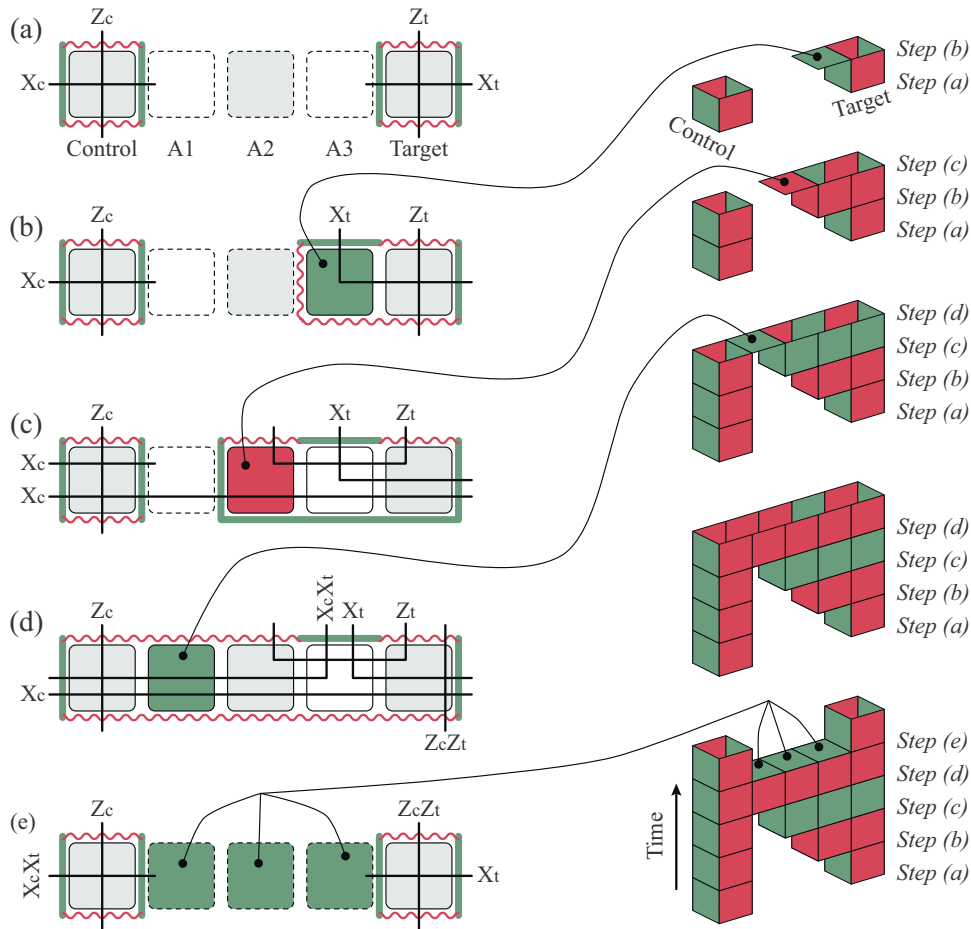 (a)
Zc
Zt
Xc
Xt
Control
A1
A2
A3
Target
Step (b)
Step (a)
Control
Target
(b)
Zc
Xt
Zt
Xc
Step (c)
Step (b)
Step (a)
(c)
Zc
Xt
Zt
Xc
Xc
Step (d)
Step (c)
Step (b)
Step (a)
(d)
Zc
XcXt
Xt
Zt
Xc
ZcZt
Step (d)
Step (c)
Step (b)
Step (a)
(e)
Zc
ZcZt
XcXt
Xt
Time
Step (e)
Step (d)
Step (c)
Step (b)
Step (a)